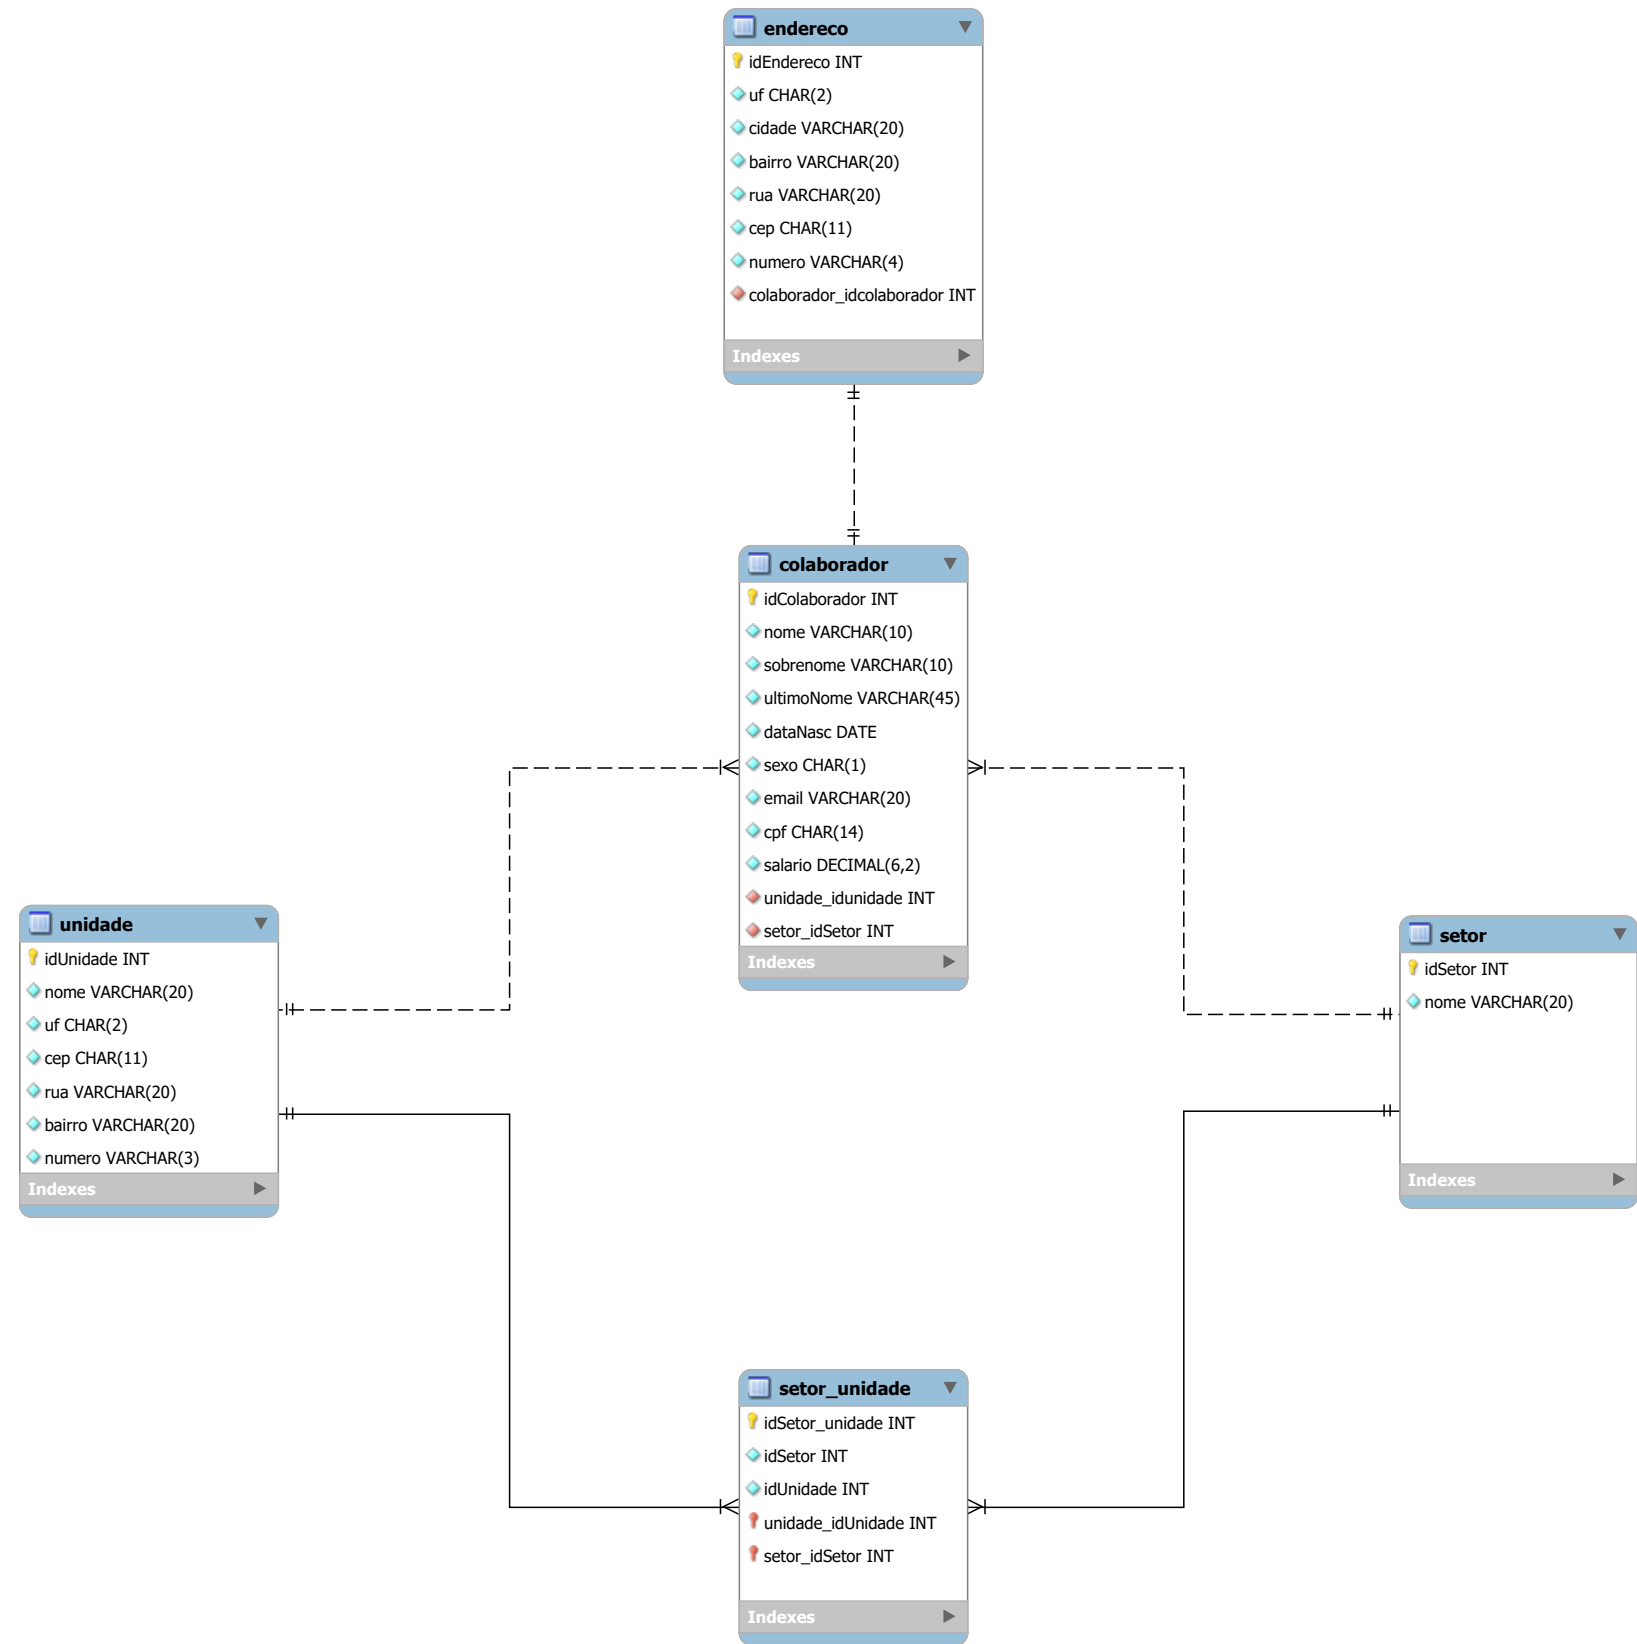 endereco
idEndereco INT
uf CHAR(2)
cidade VARCHAR(20)
bairro VARCHAR(20)
rua VARCHAR(20)
cep CHAR(11)
numero VARCHAR(4)
colaborador_idcolaborador INT
Indexes
colaborador
idColaborador INT
nome VARCHAR(10)
sobrenome VARCHAR(10)
ultimoNome VARCHAR(45)
dataNasc DATE
sexo CHAR(1)
email VARCHAR(20)
cpf CHAR(14)
salario DECIMAL(6,2)
unidade_idunidade INT
setor_idSetor INT
Indexes
unidade
idUnidade INT
nome VARCHAR(20)
uf CHAR(2)
cep CHAR(11)
rua VARCHAR(20)
bairro VARCHAR(20)
numero VARCHAR(3)
Indexes
setor
idSetor INT
nome VARCHAR(20)
Indexes
setor_unidade
idSetor_unidade INT
idSetor INT
idUnidade INT
unidade_idUnidade INT
setor_idSetor INT
Indexes